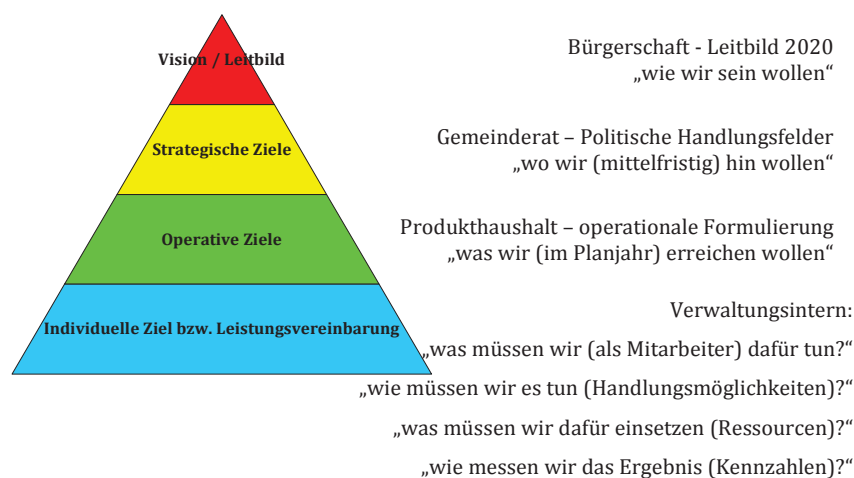 Vision / Leitbild
Bürgerschaft - Leitbild 2020
„wie wir sein wollen“
Strategische Ziele
Gemeinderat – Politische Handlungsfelder
„wo wir (mittelfristig) hin wollen“
Operative Ziele
Produkthaushalt – operationale Formulierung
„was wir (im Planjahr) erreichen wollen“
Individuelle Ziel bzw. Leistungsvereinbarung
Verwaltungsintern:
„was müssen wir (als Mitarbeiter) dafür tun?“
„wie müssen wir es tun (Handlungsmöglichkeiten)?“
„was müssen wir dafür einsetzen (Ressourcen)?“
„wie messen wir das Ergebnis (Kennzahlen)?“